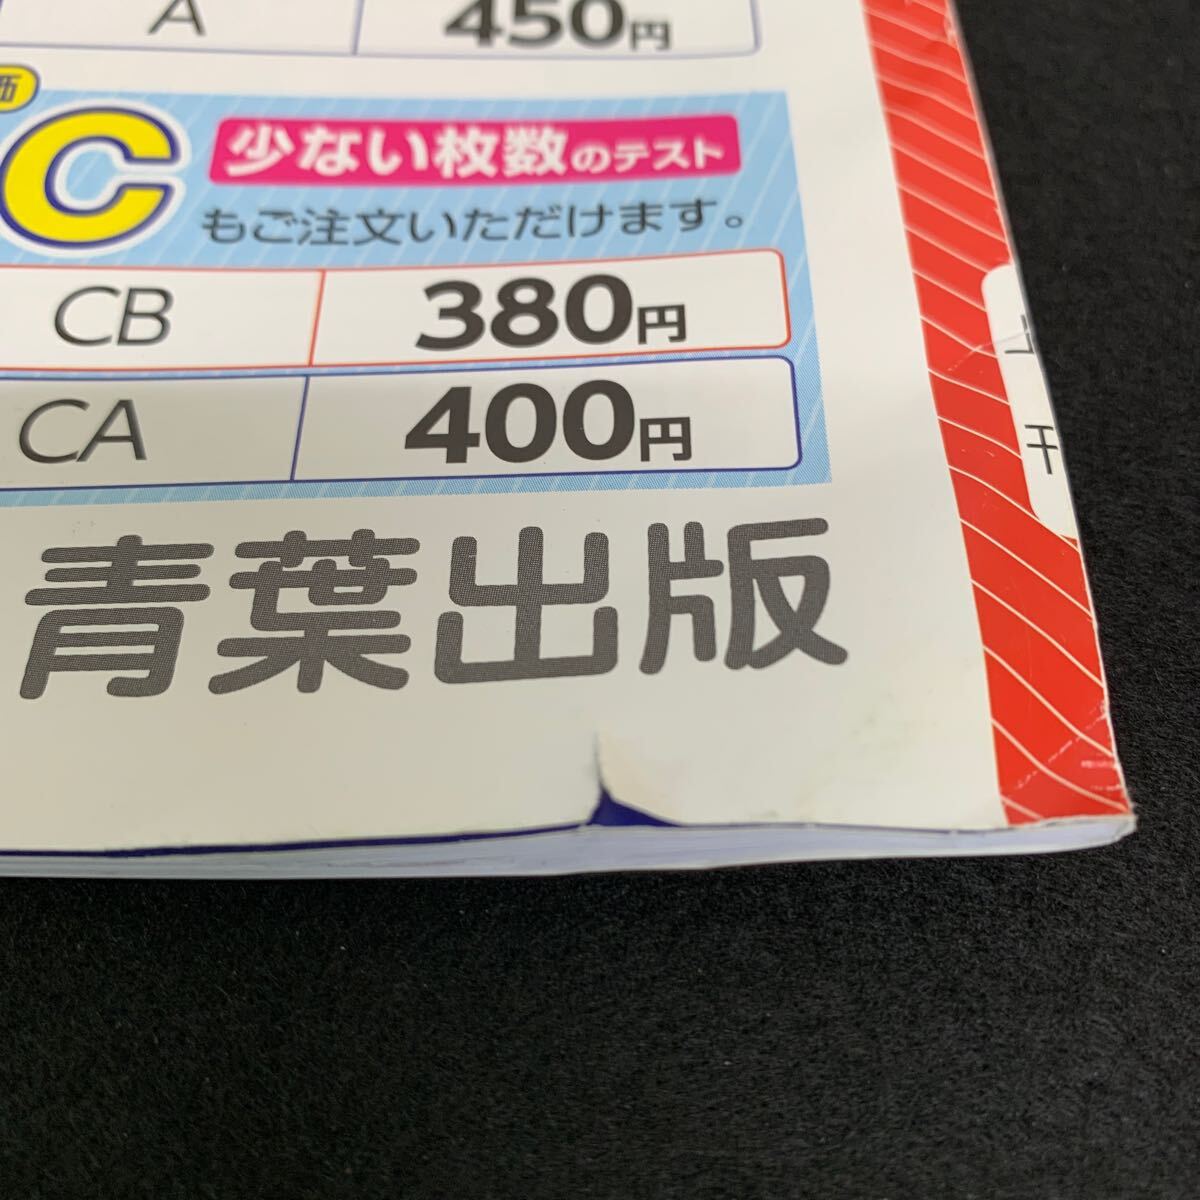 A 450円
C 少ない枚数のテスト
もご注文いただけます。
CB 380円
CA 400円
青葉出版